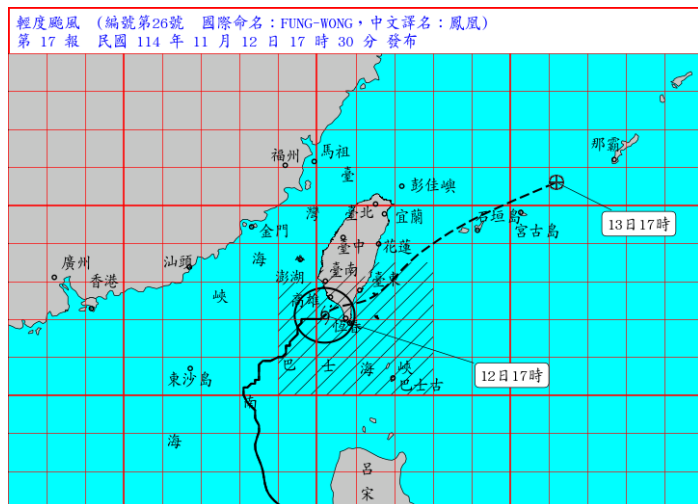 輕度颱風 (編號第26號 國際命名：FUNG-WONG，中文譯名：鳳凰)
第 17 報 民國 114 年 11 月 12 日 17 時 30 分 發布
那霸
馬祖
福州
臺
彭佳嶼
灣
臺北
宜蘭
石垣島
宮古島
13日17時
金門
海
臺中
花蓮
廣州
汕頭
臺南
澎湖
臺東
香港
峽
高雄
恆春
巴
士
海
峽
12日17時
東沙島
巴士古
南
海
呂
宋